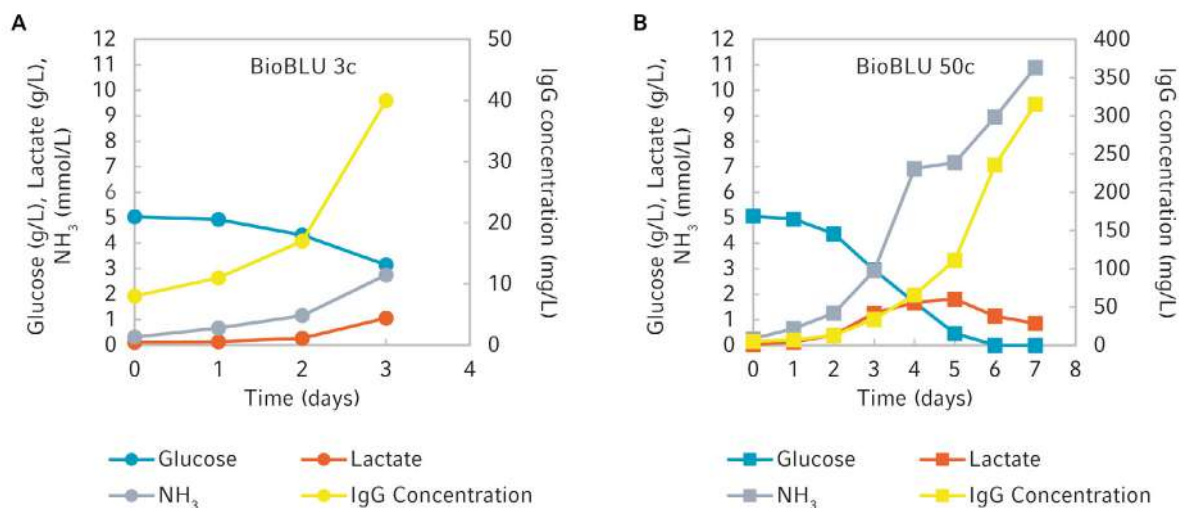 A
BioBLU 3c
Glucose (g/L), Lactate (g/L),
NH₃ (mmol/L)
12
11
10
9
8
7
6
5
4
3
2
1
0
50
40
30
20
10
0
IgG concentration (mg/L)
0 1 2 3 4
Time (days)
Glucose
Lactate
NH₃
IgG Concentration
B
BioBLU 50c
Glucose (g/L), Lactate (g/L),
NH₃ (mmol/L)
12
11
10
9
8
7
6
5
4
3
2
1
0
400
350
300
250
200
150
100
50
0
IgG concentration (mg/L)
0 1 2 3 4 5 6 7 8
Time (days)
Glucose
Lactate
NH₃
IgG Concentration